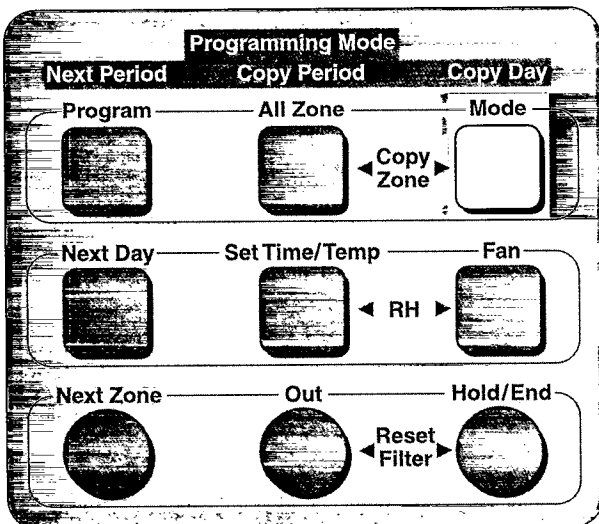 Programming Mode
Next Period Copy Period Copy Day
Program All Zone Mode
◄ Copy Zone ►
Next Day Set Time/Temp Fan
◄ RH ►
Next Zone Out Hold/End
◄ Reset Filter ►